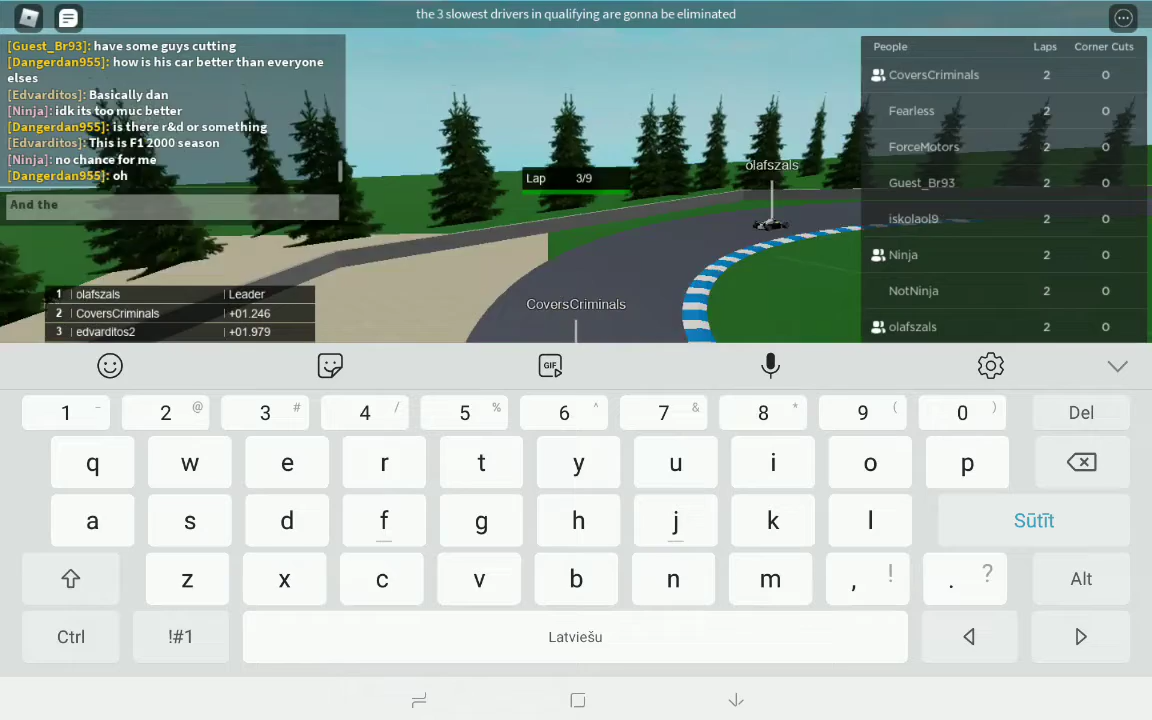 the 3 slowest drivers in qualifying are gonna be eliminated
[Guest_Br93]: have some guys cutting
[Dangerdan955]: how is his car better than everyone
elses
[Edvarditos]: Basically dan
[Ninja]: idk its too muc better
[Dangerdan955]: is there r&d or something
[Edvarditos]: This is F1 2000 season
[Ninja]: no chance for me
[Dangerdan955]: oh
And the
Lap 3/9
olafszals
CoversCriminals
1 | olafszals | Leader
2 | CoversCriminals | +01.246
3 | edvarditos2 | +01.979
People Laps Corner Cuts
CoversCriminals 2 0
Fearless 2 0
ForceMotors 2 0
Guest_Br93 2 0
iskolaol9 2 0
Ninja 2 0
NotNinja 2 0
olafszals 2 0
GIF
1 - 2 @ 3 # 4 / 5 % 6 ^ 7 & 8 * 9 ( 0 ) Del
q w e r t y u i o p
a s d f g h j k l Sūtīt
z x c v b n m , ! . ? Alt
Ctrl !#1 Latviešu